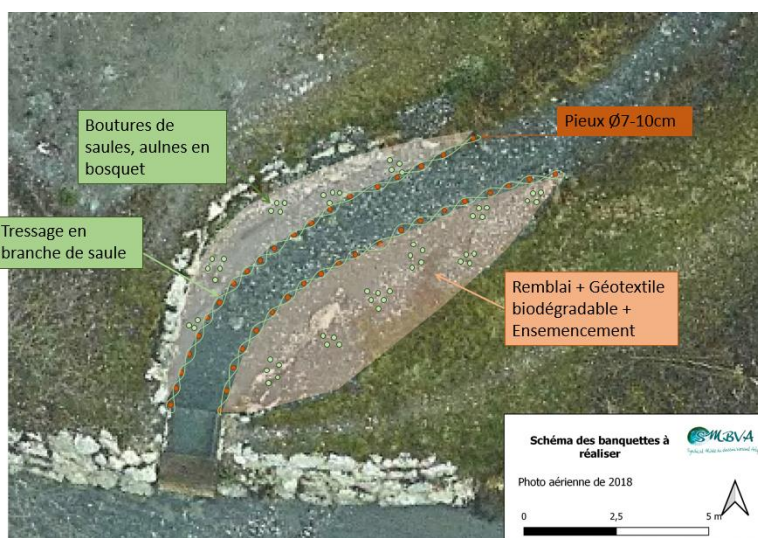 Pieux Ø7-10cm
Boutures de
saules, aulnes en
bosquet
Tressage en
branche de saule
Remblai + Géotextile
biodégradable +
Ensemencement
Schéma des banquettes à
réaliser
SMBVA
Photo aérienne de 2018
0 2,5 5 m